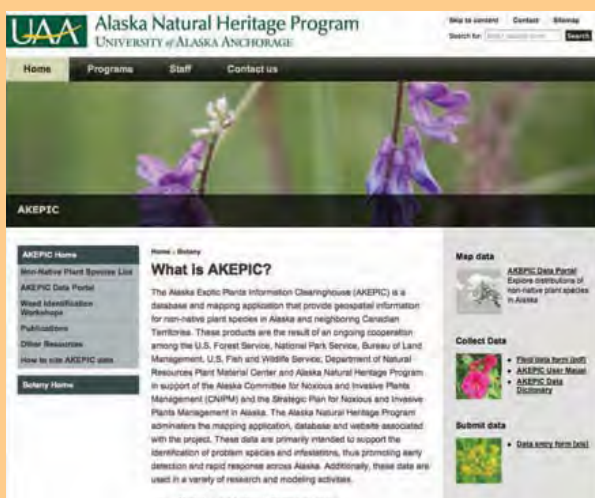 UAA Alaska Natural Heritage Program
UNIVERSITY of ALASKA ANCHORAGE
Skip to content Contact Sitemap
Search for: Search
Home Programs Staff Contact us
AKEPIC
AKEPIC Home
Non-Native Plant Species List
AKEPIC Data Portal
Weed Identification
Workshops
Publications
Other Resources
How to cite AKEPIC data
Botany Home
Home » Botany
What is AKEPIC?
The Alaska Exotic Plants Information Clearinghouse (AKEPIC) is a
database and mapping application that provide geospatial information
for non-native plant species in Alaska and neighboring Canadian
Territories. These products are the result of an ongoing cooperation
among the U.S. Forest Service, National Park Service, Bureau of Land
Management, U.S. Fish and Wildlife Service, Department of Natural
Resources Plant Material Center and Alaska Natural Heritage Program
in support of the Alaska Committee for Noxious and Invasive Plants
Management (CNIPM) and the Strategic Plan for Noxious and Invasive
Plants Management in Alaska. The Alaska Natural Heritage Program
administers the mapping application, database and website associated
with the project. These data are primarily intended to support the
identification of problem species and infestations, thus promoting early
detection and rapid response across Alaska. Additionally, these data are
used in a variety of research and modeling activities.
Map data
AKEPIC Data Portal
Explore distributions of
non-native plant species
in Alaska
Collect Data
Field data form (pdf)
AKEPIC User Manual
AKEPIC Data
Dictionary
Submit data
Data entry form (xls)